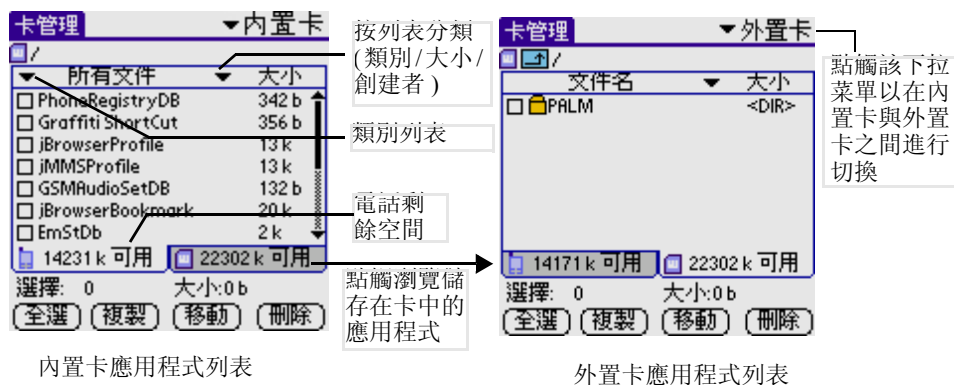 卡管理 內置卡
/
所有文件 大小
PhoneRegistryDB 342 b
Graffiti ShortCut 356 b
jBrowserProfile 13 k
jMMSProfile 13 k
GSMAudioSetDB 132 b
jBrowserBookmark 20 k
EmStDb 2 k
14231 k 可用 22302 k 可用
選擇: 0 大小:0 b
全選 複製 移動 刪除
內置卡應用程式列表
按列表分類
(類別/大小/
創建者)
類別列表
電話剩
餘空間
點觸瀏覽儲
存在卡中的
應用程式
卡管理 外置卡
/
文件名 大小
PALM <DIR>
14171 k 可用 22302 k 可用
選擇: 0 大小:0 b
全選 複製 移動 刪除
外置卡應用程式列表
點觸該下拉
菜單以在內
置卡與外置
卡之間進行
切換